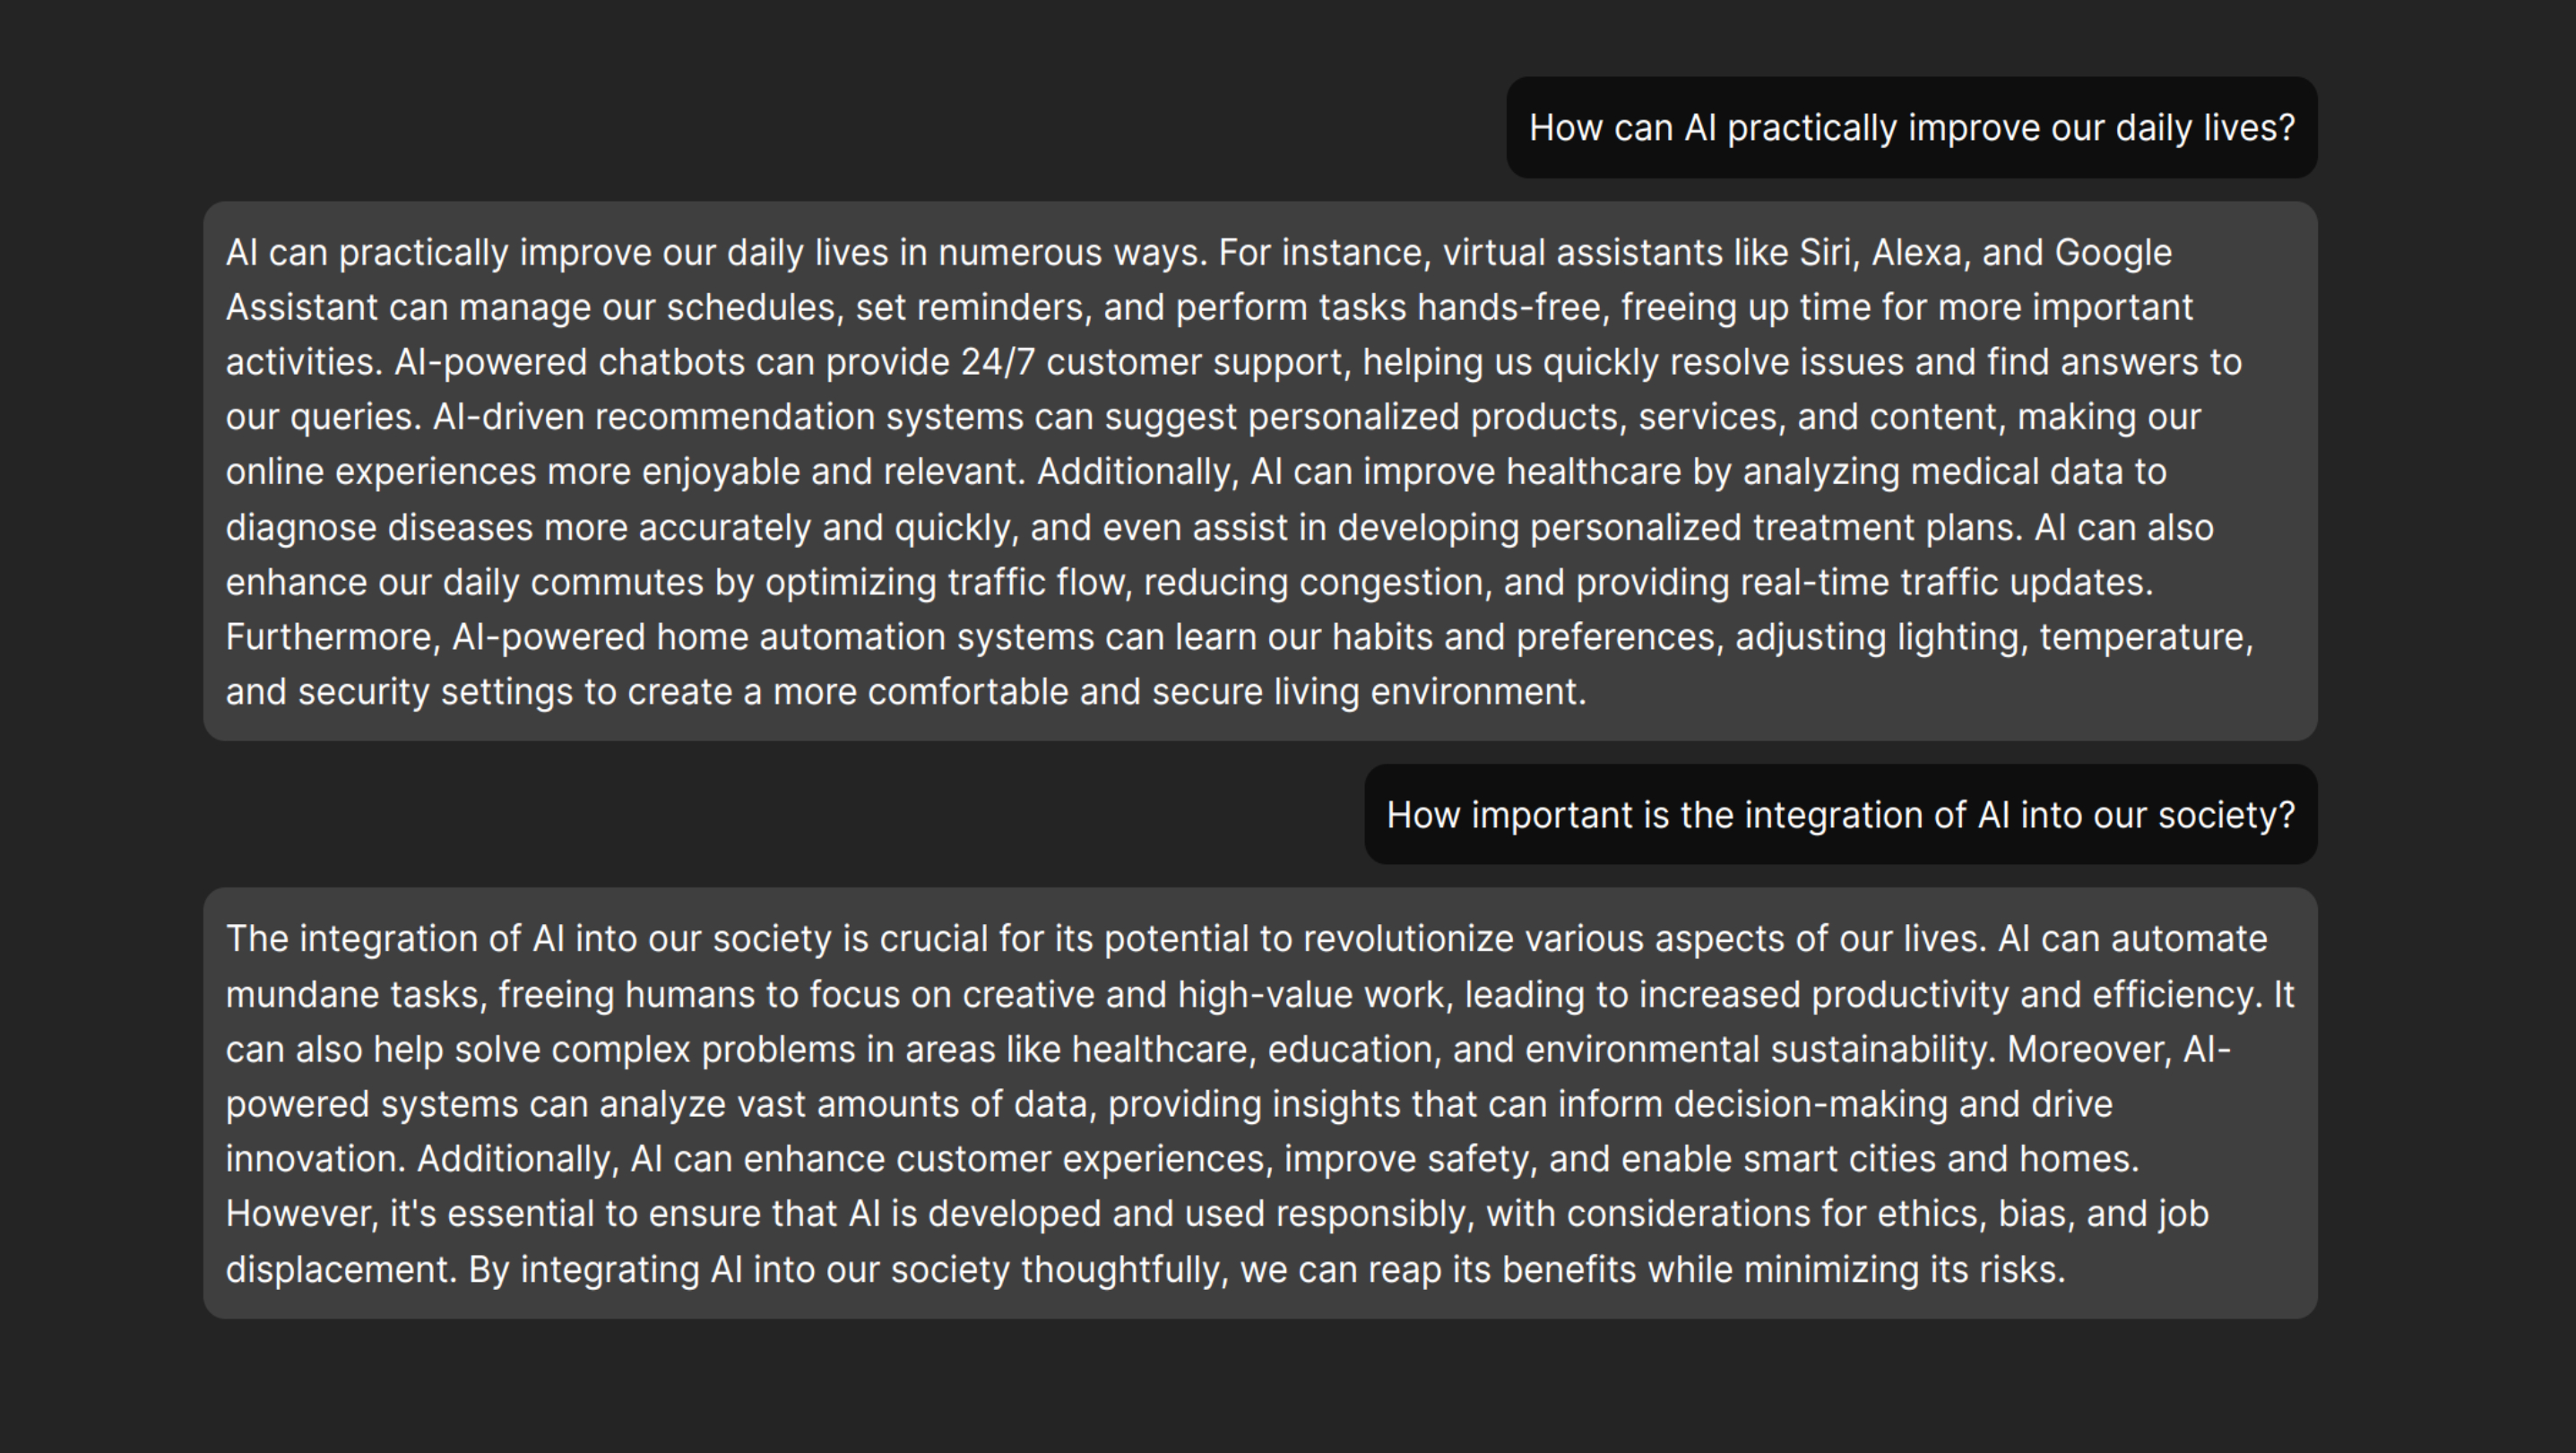 How can AI practically improve our daily lives?
AI can practically improve our daily lives in numerous ways. For instance, virtual assistants like Siri, Alexa, and Google
Assistant can manage our schedules, set reminders, and perform tasks hands-free, freeing up time for more important
activities. AI-powered chatbots can provide 24/7 customer support, helping us quickly resolve issues and find answers to
our queries. AI-driven recommendation systems can suggest personalized products, services, and content, making our
online experiences more enjoyable and relevant. Additionally, AI can improve healthcare by analyzing medical data to
diagnose diseases more accurately and quickly, and even assist in developing personalized treatment plans. AI can also
enhance our daily commutes by optimizing traffic flow, reducing congestion, and providing real-time traffic updates.
Furthermore, AI-powered home automation systems can learn our habits and preferences, adjusting lighting, temperature,
and security settings to create a more comfortable and secure living environment.
How important is the integration of AI into our society?
The integration of AI into our society is crucial for its potential to revolutionize various aspects of our lives. AI can automate
mundane tasks, freeing humans to focus on creative and high-value work, leading to increased productivity and efficiency. It
can also help solve complex problems in areas like healthcare, education, and environmental sustainability. Moreover, AI-
powered systems can analyze vast amounts of data, providing insights that can inform decision-making and drive
innovation. Additionally, AI can enhance customer experiences, improve safety, and enable smart cities and homes.
However, it's essential to ensure that AI is developed and used responsibly, with considerations for ethics, bias, and job
displacement. By integrating AI into our society thoughtfully, we can reap its benefits while minimizing its risks.